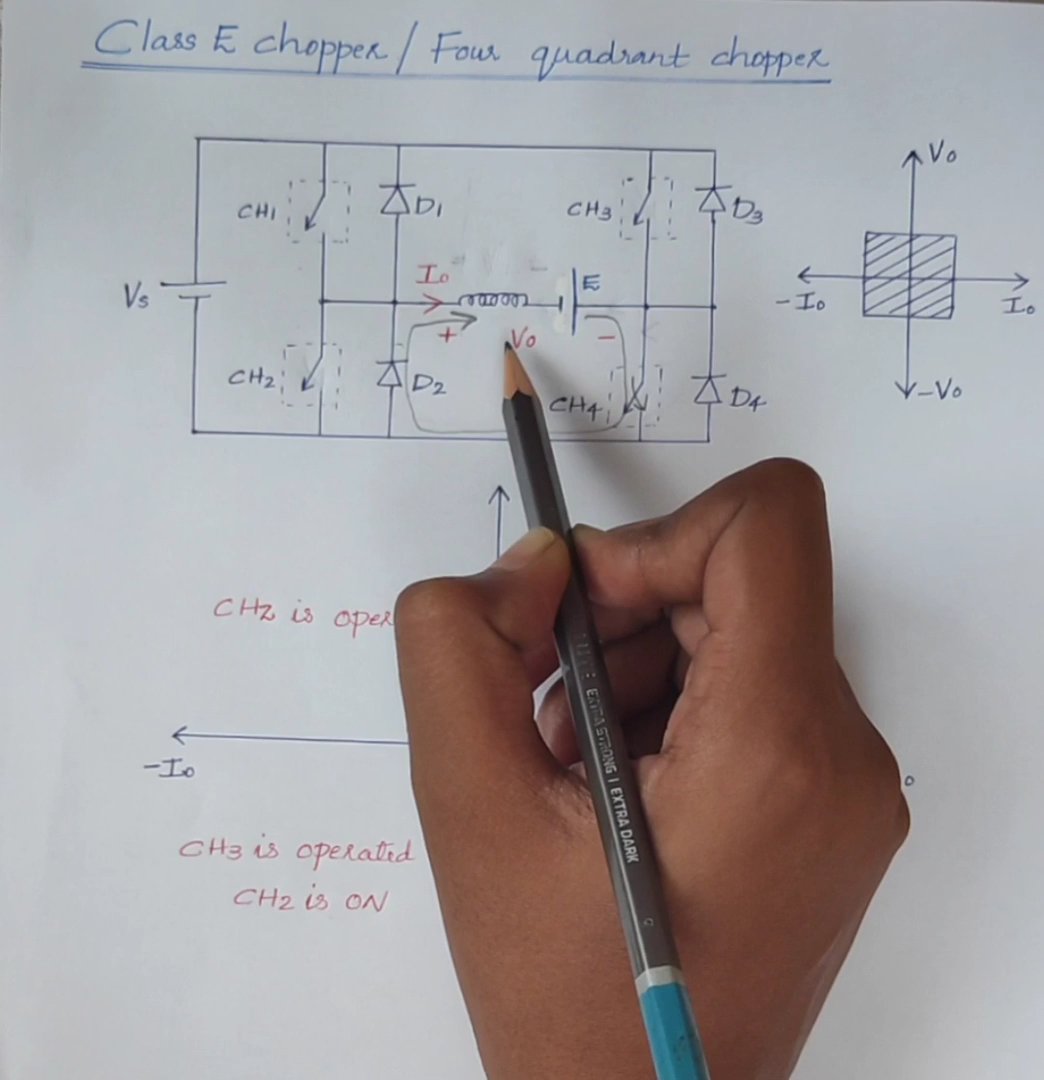 Class E chopper / Four quadrant chopper
CH1
D1
CH3
D3
Vo
Io
E
Vs
-Io
Io
+
Vo
-
CH2
D2
CH4
D4
-Vo
CH2 is oper
EXTRA STRONG | EXTRA DARK
-Io
CH3 is operated
CH2 is ON